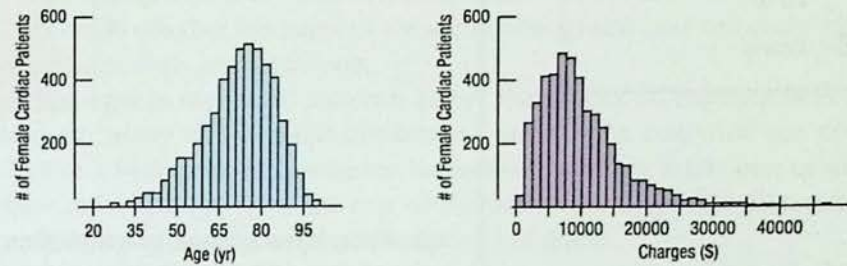 # of Female Cardiac Patients
600
400
200
20 35 50 65 80 95
Age (yr)
# of Female Cardiac Patients
600
400
200
0 10000 20000 30000 40000
Charges ($)